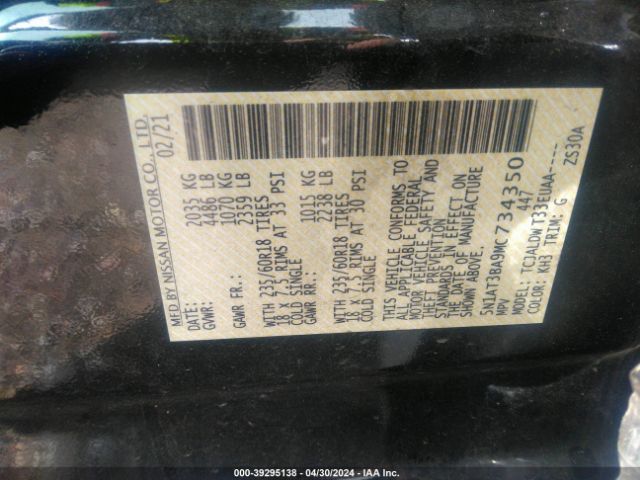 MFD BY NISSAN MOTOR CO., LTD.
DATE: 02/21
GVWR: 2035 KG
4486 LB
GAWR FR.: 1070 KG
2359 LB
WITH 235/60R18 TIRES
18 X 7.5 RIMS AT 33 PSI
COLD SINGLE
GAWR RR.: 1015 KG
2238 LB
WITH 235/60R18 TIRES
18 X 7.5 RIMS AT 30 PSI
COLD SINGLE
THIS VEHICLE CONFORMS TO
ALL APPLICABLE FEDERAL
MOTOR VEHICLE SAFETY AND
THEFT PREVENTION
STANDARDS IN EFFECT ON
THE DATE OF MANUFACTURE
SHOWN ABOVE.
5N1AT3BA9MC734350
MPV 447
MODEL: TCJALDWT33EUAA----
COLOR: KH3 TRIM: G ZS30A
000-39295138 - 04/30/2024 - IAA Inc.